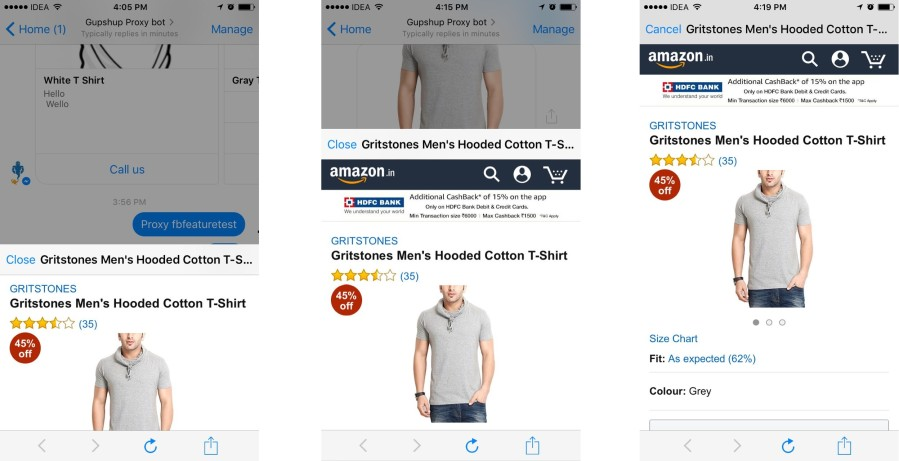 IDEA
4:05 PM
Home (1)
Gupshup Proxy bot
Typically replies in minutes
Manage
White T Shirt
Hello
Wello
Gray T
Call us
3:56 PM
Proxy fbfeaturetest
Close Gritstones Men's Hooded Cotton T-S...
GRITSTONES
Gritstones Men's Hooded Cotton T-Shirt
(35)
45%
off
IDEA
4:15 PM
Home
Gupshup Proxy bot
Typically replies in minutes
Manage
Close Gritstones Men's Hooded Cotton T-S...
amazon.in
HDFC BANK
We understand your world
Additional CashBack* of 15% on the app
Only on HDFC Bank Debit & Credit Cards.
Min Transaction size ₹6000 | Max Cashback ₹1500 *T&C Apply
GRITSTONES
Gritstones Men's Hooded Cotton T-Shirt
(35)
45%
off
IDEA
4:19 PM
Cancel Gritstones Men's Hooded Cotton T-...
amazon.in
HDFC BANK
We understand your world
Additional CashBack* of 15% on the app
Only on HDFC Bank Debit & Credit Cards.
Min Transaction size ₹6000 | Max Cashback ₹1500 *T&C Apply
GRITSTONES
Gritstones Men's Hooded Cotton T-Shirt
(35)
45%
off
Size Chart
Fit: As expected (62%)
Colour: Grey